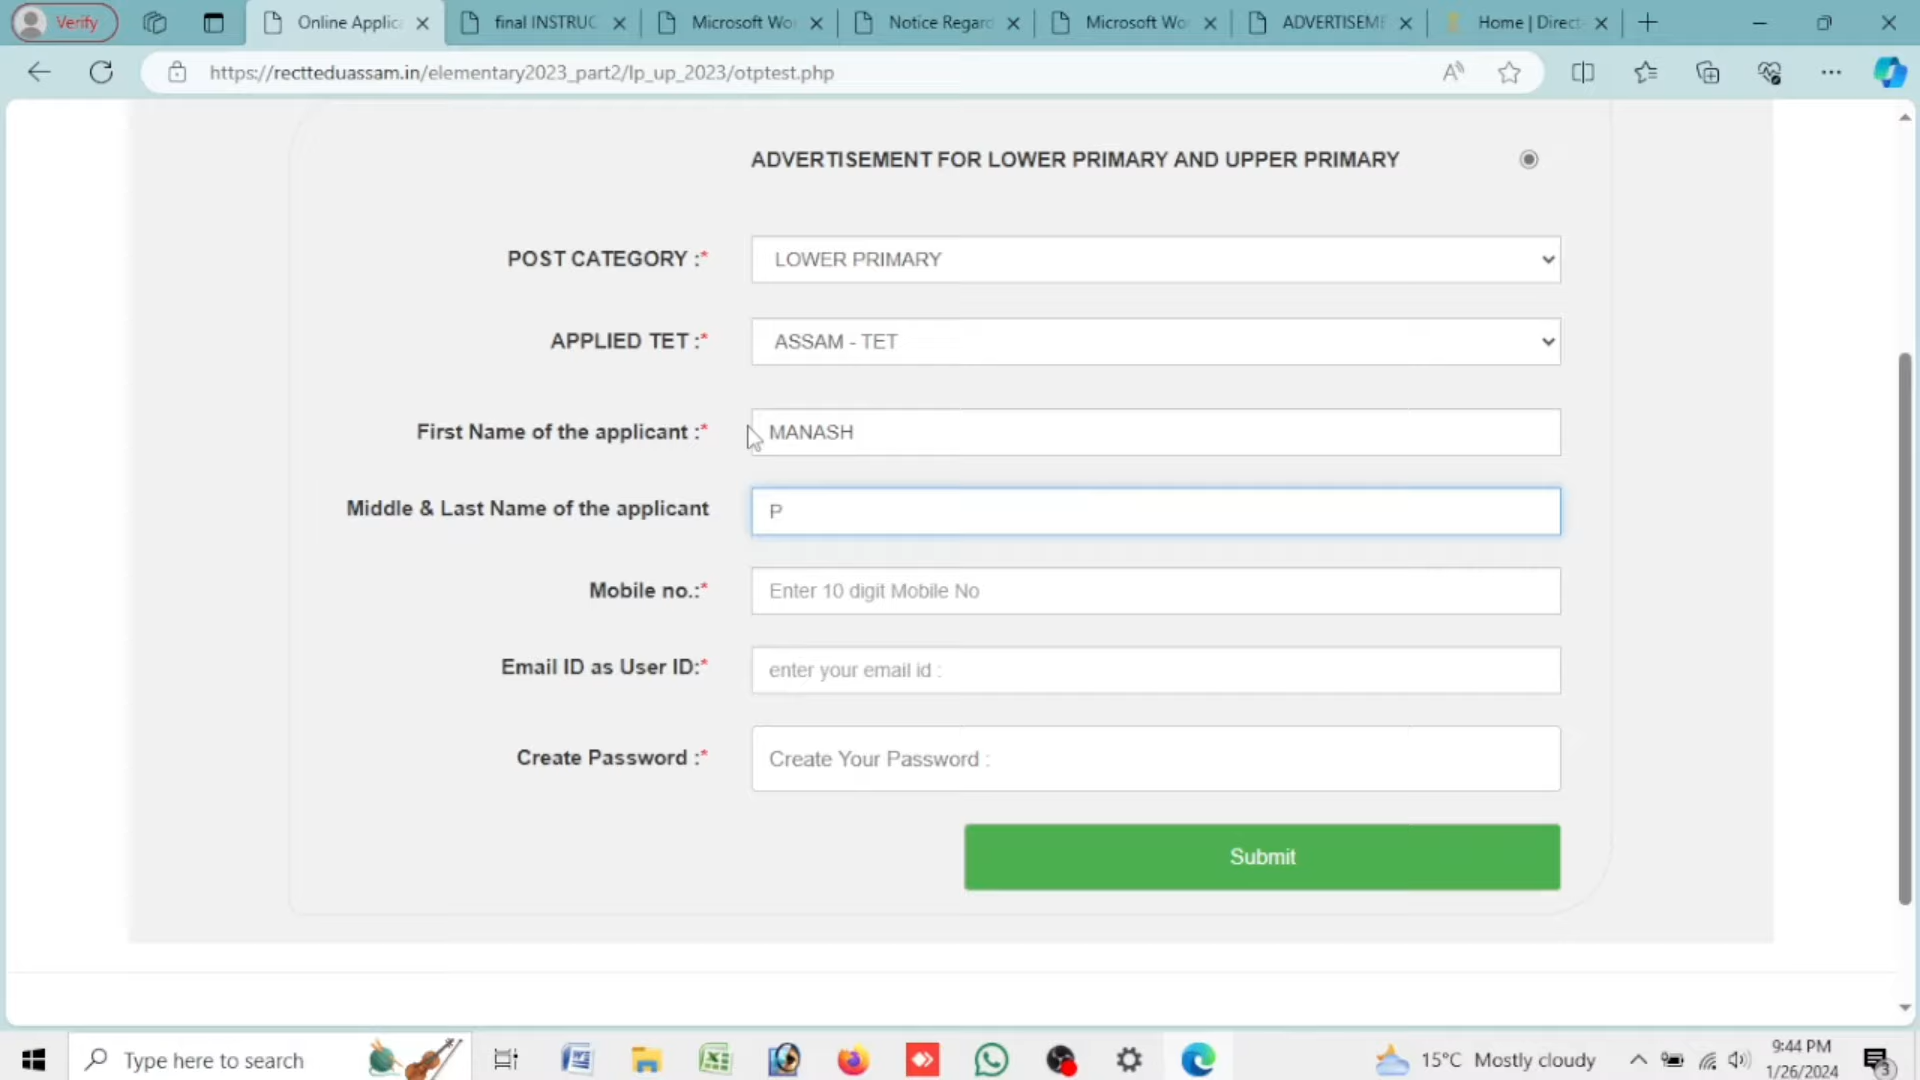 Verify
Online Applic
final INSTRUC
Microsoft Wo
Notice Regar
Microsoft Wo
ADVERTISEME
Home | Direct
https://rectteduassam.in/elementary2023_part2/lp_up_2023/otptest.php
ADVERTISEMENT FOR LOWER PRIMARY AND UPPER PRIMARY
POST CATEGORY :*
LOWER PRIMARY
APPLIED TET :*
ASSAM - TET
First Name of the applicant :*
MANASH
Middle & Last Name of the applicant
P
Mobile no.:*
Enter 10 digit Mobile No
Email ID as User ID:*
enter your email id :
Create Password :*
Create Your Password :
Submit
Type here to search
15°C Mostly cloudy
9:44 PM
1/26/2024
3